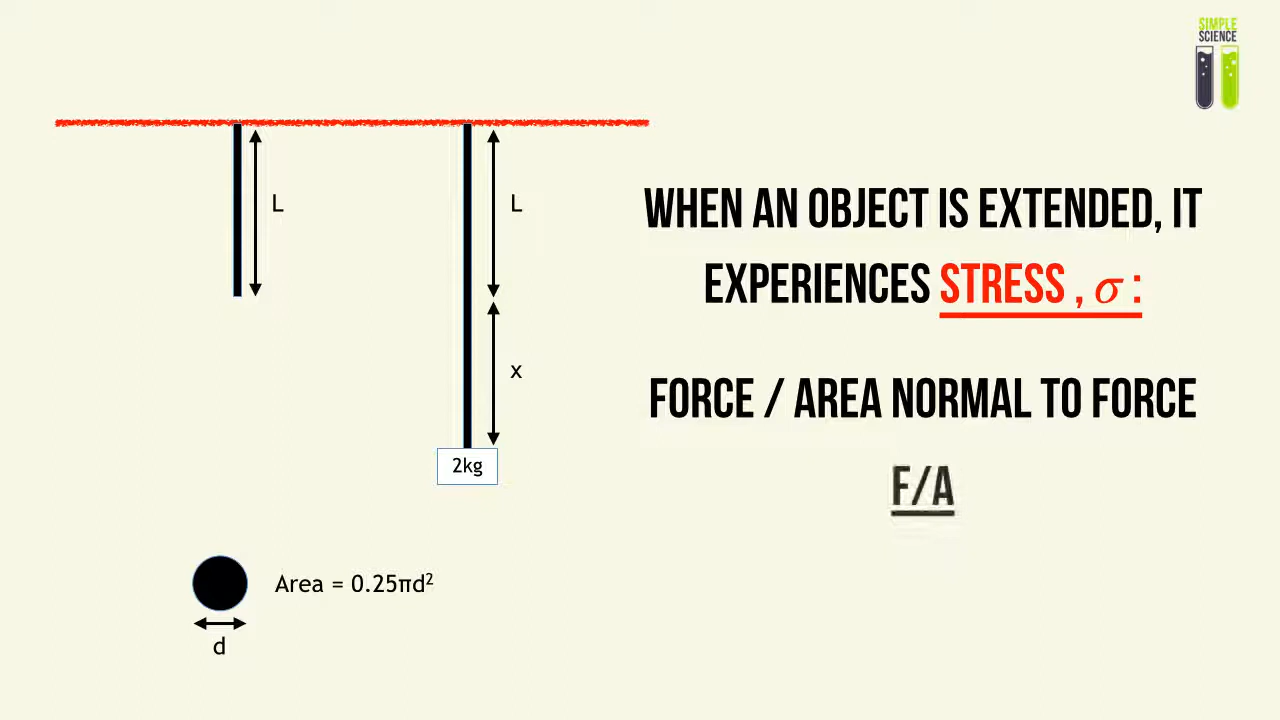 SIMPLE
SCIENCE
L
L
WHEN AN OBJECT IS EXTENDED, IT
EXPERIENCES STRESS , σ :
x
FORCE / AREA NORMAL TO FORCE
2kg
F/A
Area = 0.25πd²
d